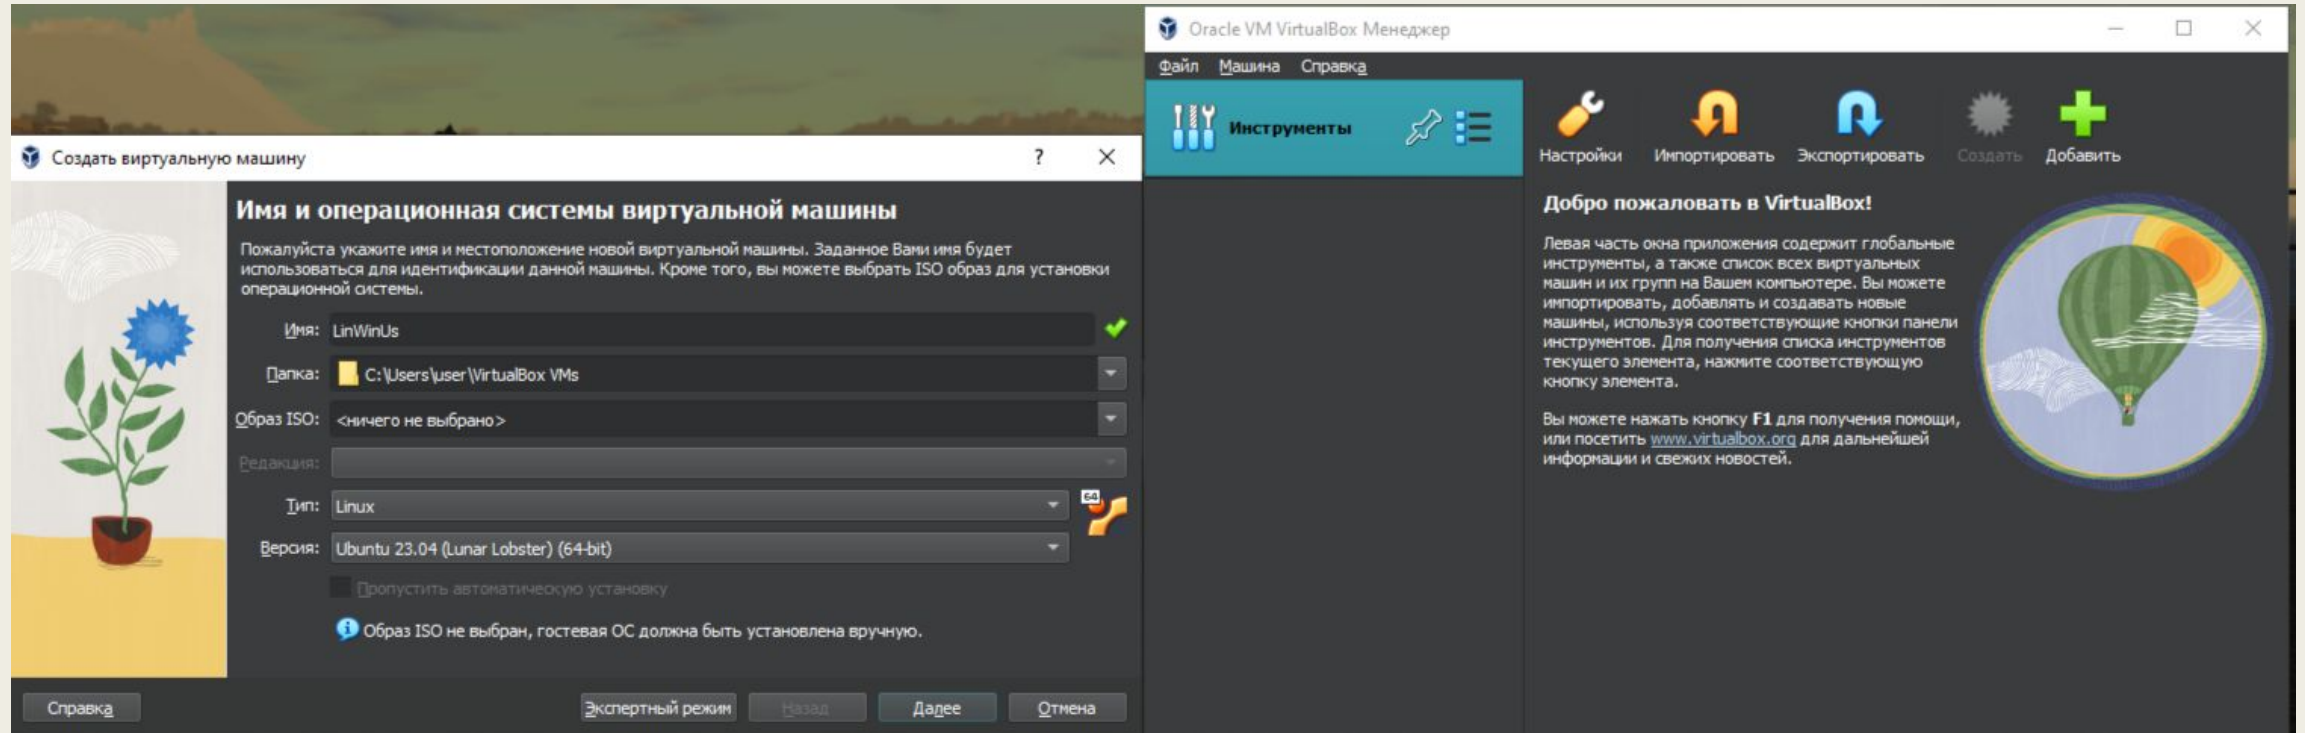 Создать виртуальную машину
?
Имя и операционная системы виртуальной машины
Пожалуйста укажите имя и местоположение новой виртуальной машины. Заданное Вами имя будет
использоваться для идентификации данной машины. Кроме того, вы можете выбрать ISO образ для установки
операционной системы.
Имя: LinWinUs
Папка: C:\Users\user\VirtualBox VMs
Образ ISO: <ничего не выбрано>
Редакция:
Тип: Linux
64
Версия: Ubuntu 23.04 (Lunar Lobster) (64-bit)
Пропустить автоматическую установку
Образ ISO не выбран, гостевая ОС должна быть установлена вручную.
Справка Экспертный режим Назад Далее Отмена
Oracle VM VirtualBox Менеджер
Файл Машина Справка
Инструменты
Настройки Импортировать Экспортировать Создать Добавить
Добро пожаловать в VirtualBox!
Левая часть окна приложения содержит глобальные
инструменты, а также список всех виртуальных
машин и их групп на Вашем компьютере. Вы можете
импортировать, добавлять и создавать новые
машины, используя соответствующие кнопки панели
инструментов. Для получения списка инструментов
текущего элемента, нажмите соответствующую
кнопку элемента.
Вы можете нажать кнопку F1 для получения помощи,
или посетить www.virtualbox.org для дальнейшей
информации и свежих новостей.